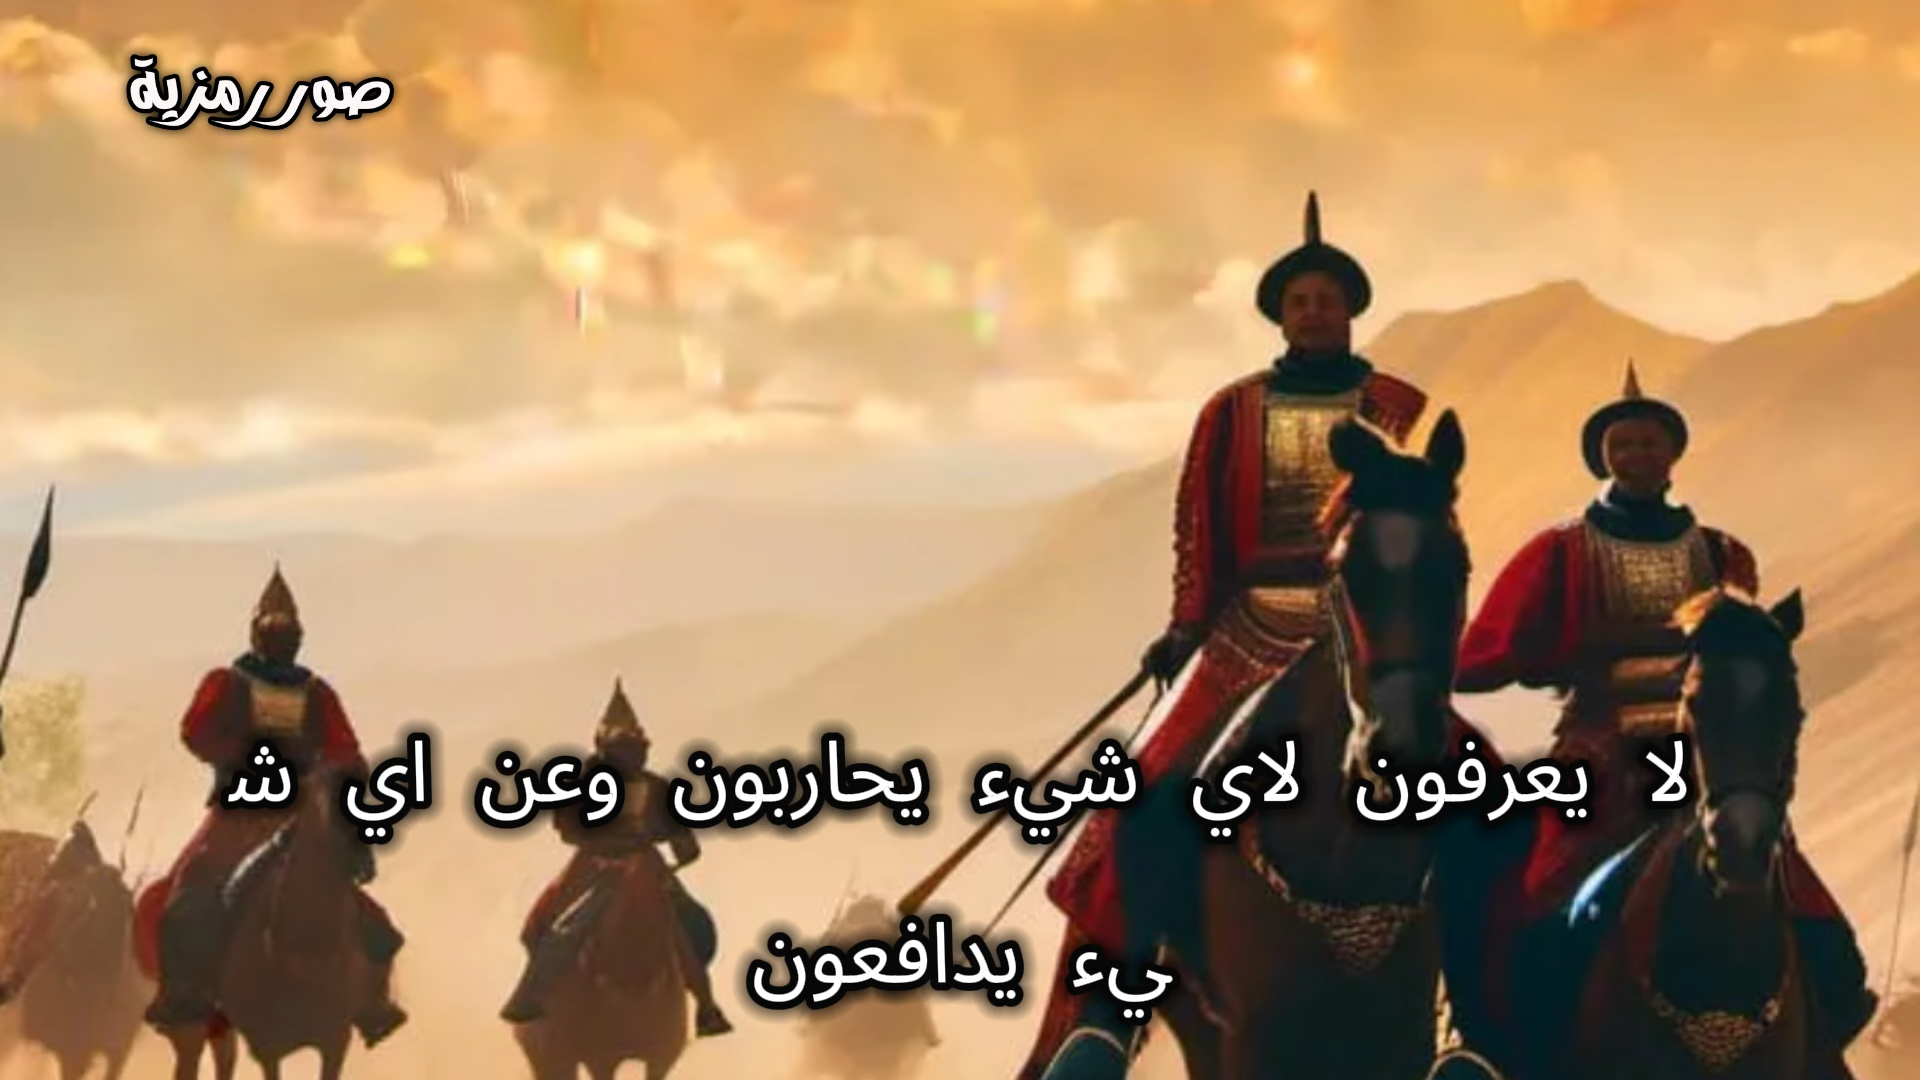 صور رمزية
لا يعرفون لاي شيء يحاربون وعن اي ش
يء يدافعون